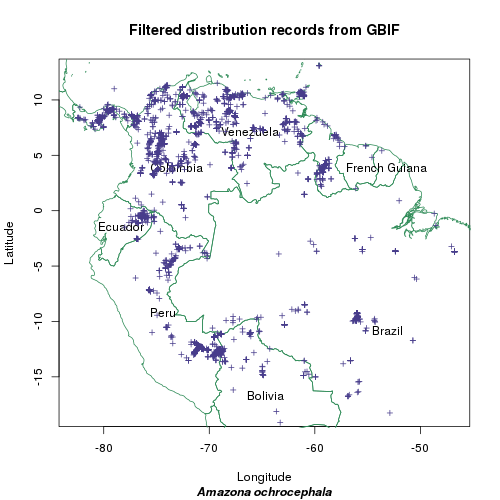 Filtered distribution records from GBIF
10
5
0
-5
-10
-15
Latitude
Venezuela
Colombia
French Guiana
Ecuador
Peru
Brazil
Bolivia
-80 -70 -60 -50
Longitude
Amazona ochrocephala